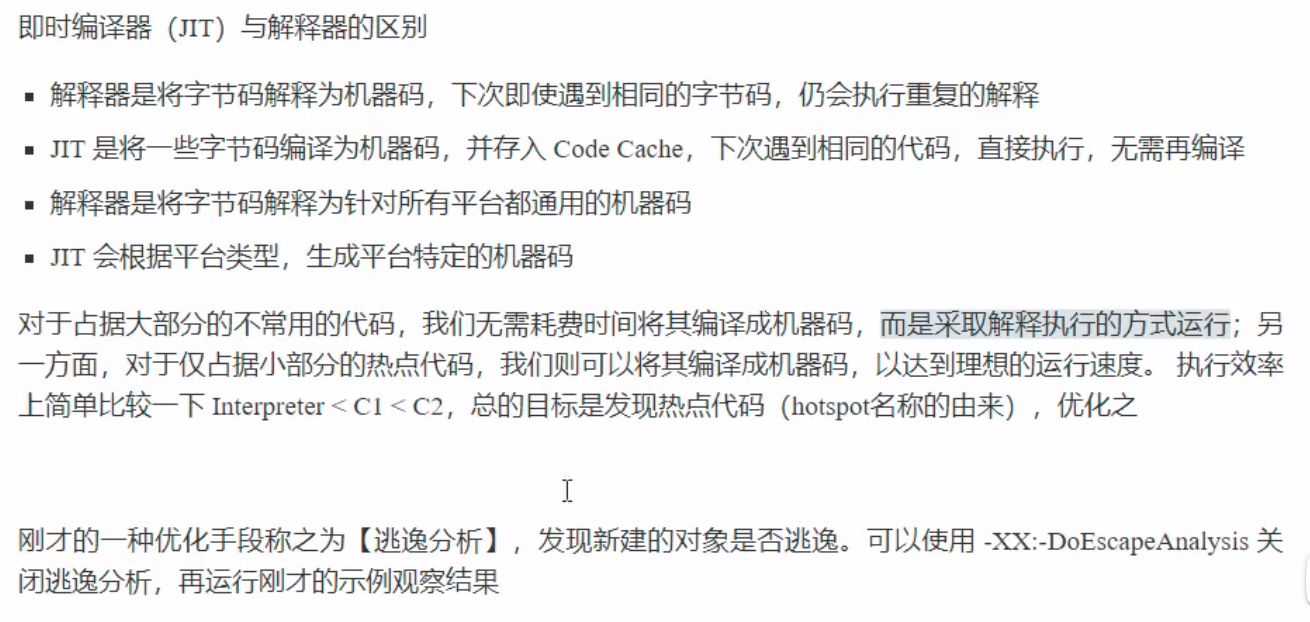 即时编译器（JIT）与解释器的区别
▪ 解释器是将字节码解释为机器码，下次即使遇到相同的字节码，仍会执行重复的解释
▪ JIT 是将一些字节码编译为机器码，并存入 Code Cache，下次遇到相同的代码，直接执行，无需再编译
▪ 解释器是将字节码解释为针对所有平台都通用的机器码
▪ JIT 会根据平台类型，生成平台特定的机器码
对于占据大部分的不常用的代码，我们无需耗费时间将其编译成机器码，而是采取解释执行的方式运行；另
一方面，对于仅占据小部分的热点代码，我们则可以将其编译成机器码，以达到理想的运行速度。 执行效率
上简单比较一下 Interpreter < C1 < C2，总的目标是发现热点代码（hotspot名称的由来），优化之
刚才的一种优化手段称之为【逃逸分析】，发现新建的对象是否逃逸。可以使用 -XX:-DoEscapeAnalysis 关
闭逃逸分析，再运行刚才的示例观察结果